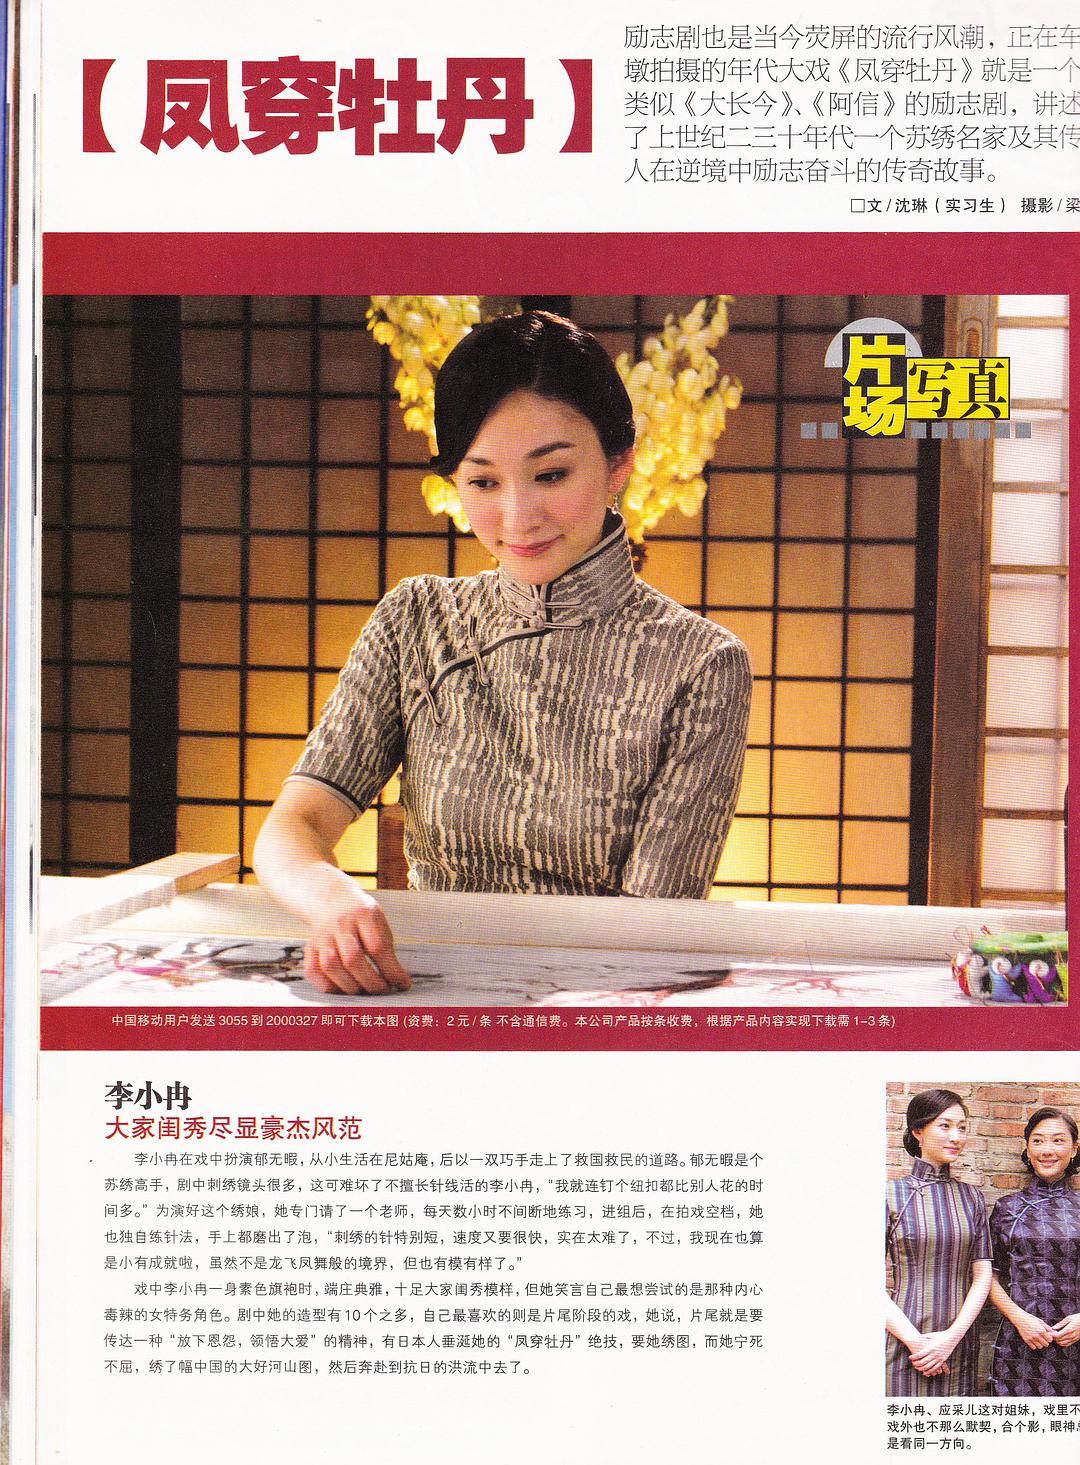 【凤穿牡丹】
励志剧也是当今荧屏的流行风潮，正在车
墩拍摄的年代大戏《凤穿牡丹》就是一个
类似《大长今》、《阿信》的励志剧，讲述
了上世纪二三十年代一个苏绣名家及其传
人在逆境中励志奋斗的传奇故事。
□文/沈琳（实习生） 摄影/梁
片场写真
中国移动用户发送 3055 到 2000327 即可下载本图 (资费：2 元/条 不含通信费。本公司产品按条收费，根据产品内容实现下载需 1-3 条)
李小冉
大家闺秀尽显豪杰风范
李小冉在戏中扮演郁无暇，从小生活在尼姑庵，后以一双巧手走上了救国救民的道路。郁无暇是个
苏绣高手，剧中刺绣镜头很多，这可难坏了不擅长针线活的李小冉，“我就连钉个纽扣都比别人花的时
间多。”为演好这个绣娘，她专门请了一个老师，每天数小时不间断地练习，进组后，在拍戏空档，她
也独自练针法，手上都磨出了泡，“刺绣的针特别短，速度又要很快，实在太难了，不过，我现在也算
是小有成就啦，虽然不是龙飞凤舞般的境界，但也有模有样了。”
戏中李小冉一身素色旗袍时，端庄典雅，十足大家闺秀模样，但她笑言自己最想尝试的是那种内心
毒辣的女特务角色。剧中她的造型有10个之多，自己最喜欢的则是片尾阶段的戏，她说，片尾就是要
传达一种“放下恩怨，领悟大爱”的精神，有日本人垂涎她的“凤穿牡丹”绝技，要她绣图，而她宁死
不屈，绣了幅中国的大好河山图，然后奔赴到抗日的洪流中去了。
李小冉、应采儿这对姐妹，戏里不
戏外也不那么默契，合个影，眼神
是看同一方向。